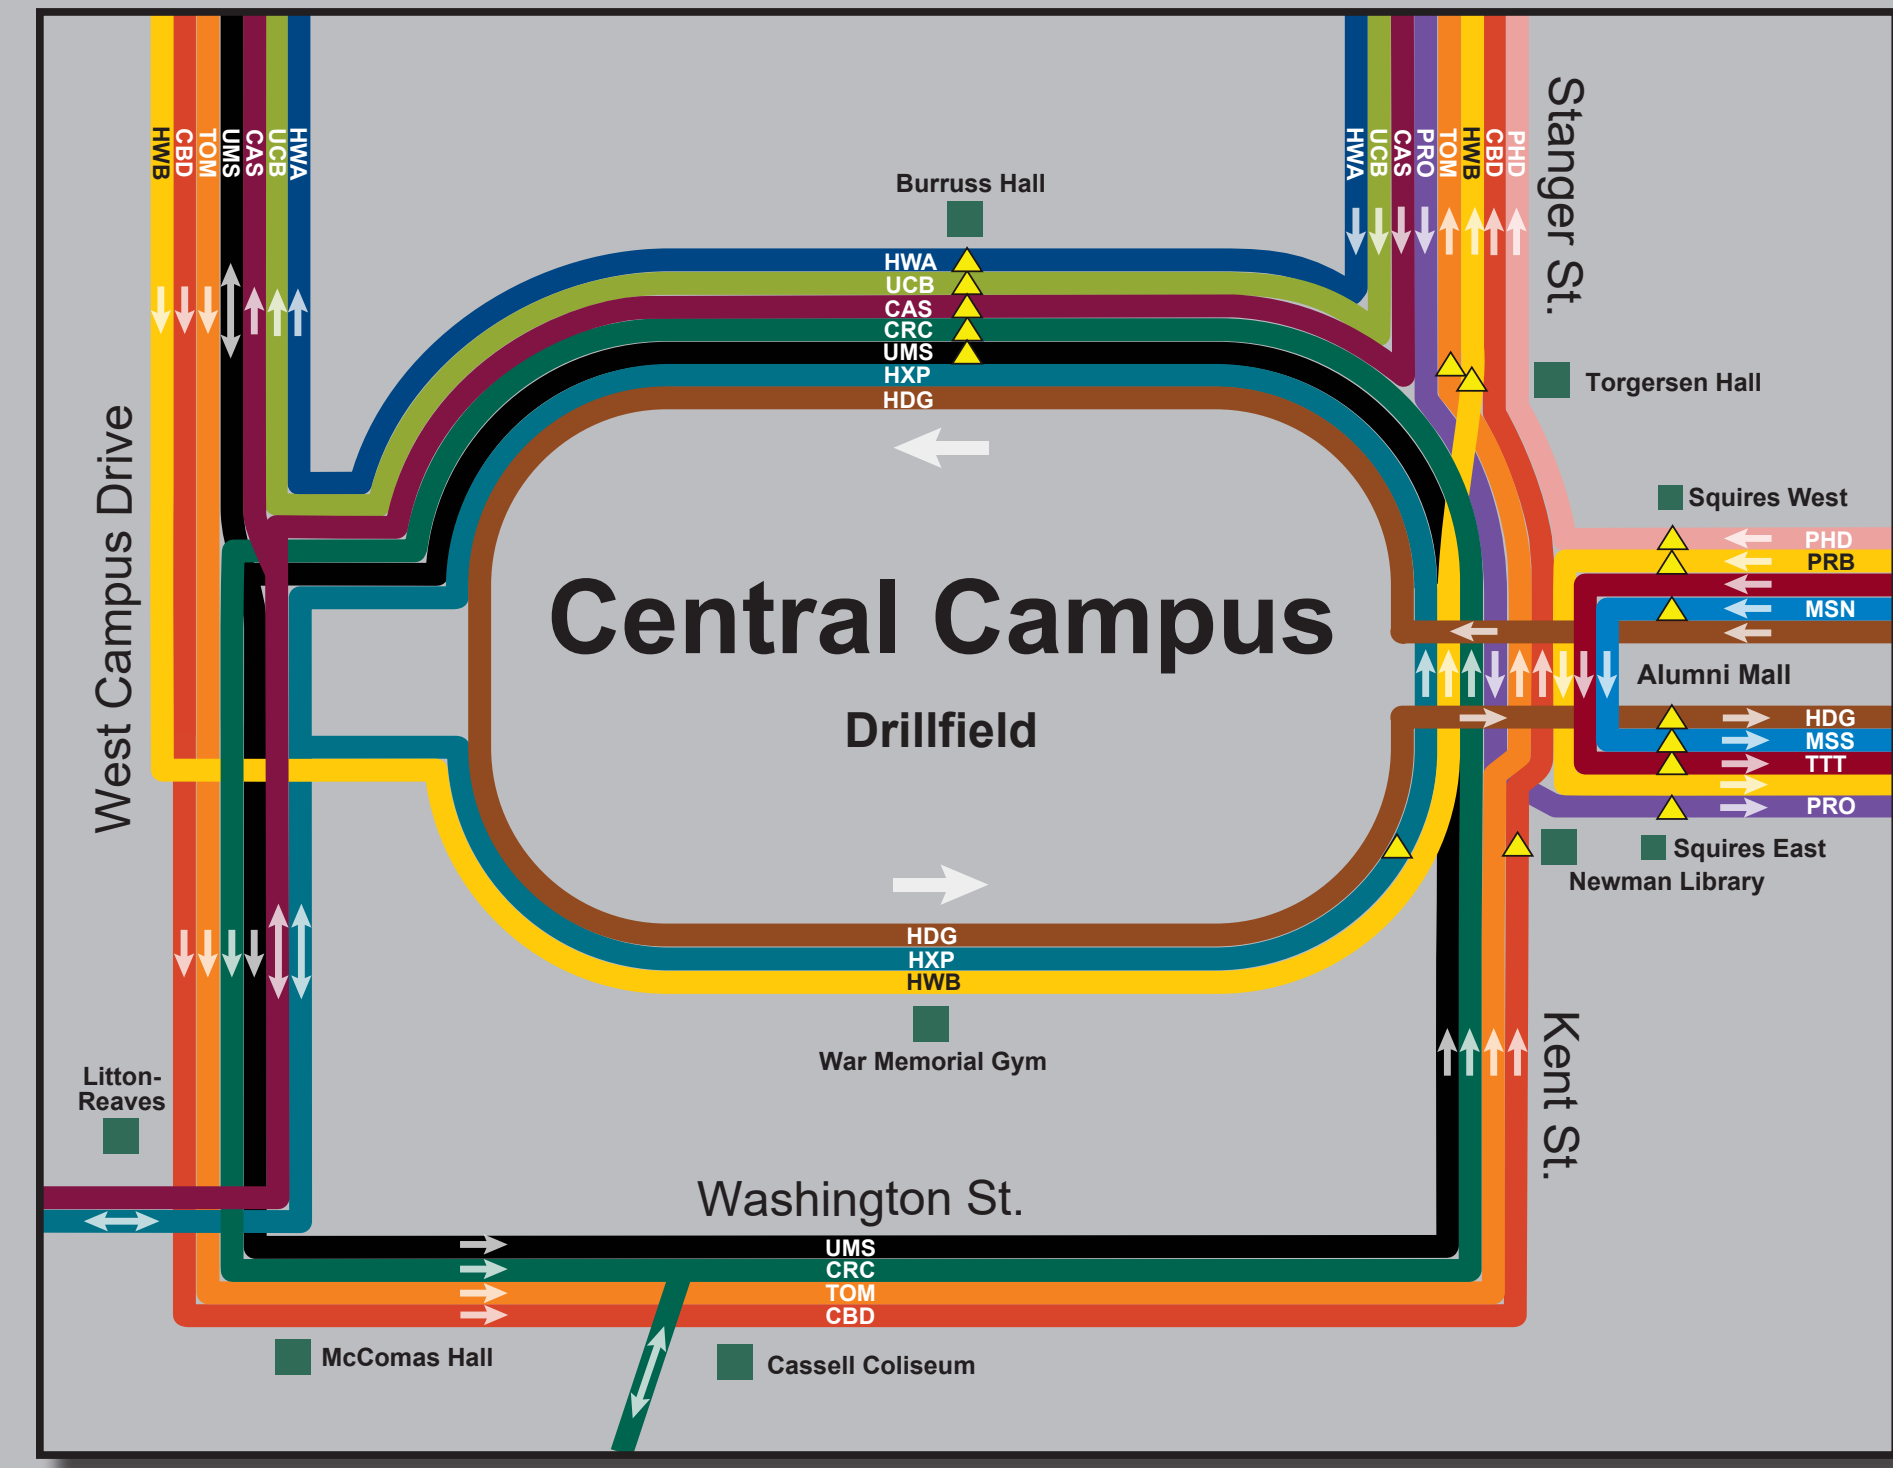 HWB
CBD
TOM
UMS
CAS
UCB
HWA
HWA
UCB
CAS
PRO
TOM
HWB
CBD
PHD
Stanger St.
Burruss Hall
HWA
UCB
CAS
CRC
UMS
HXP
HDG
Torgersen Hall
West Campus Drive
Squires West
PHD
PRB
MSN
Central Campus
Drillfield
Alumni Mall
HDG
MSS
TTT
PRO
Squires East
Newman Library
HDG
HXP
HWB
War Memorial Gym
Kent St.
Litton-
Reaves
Washington St.
UMS
CRC
TOM
CBD
McComas Hall
Cassell Coliseum